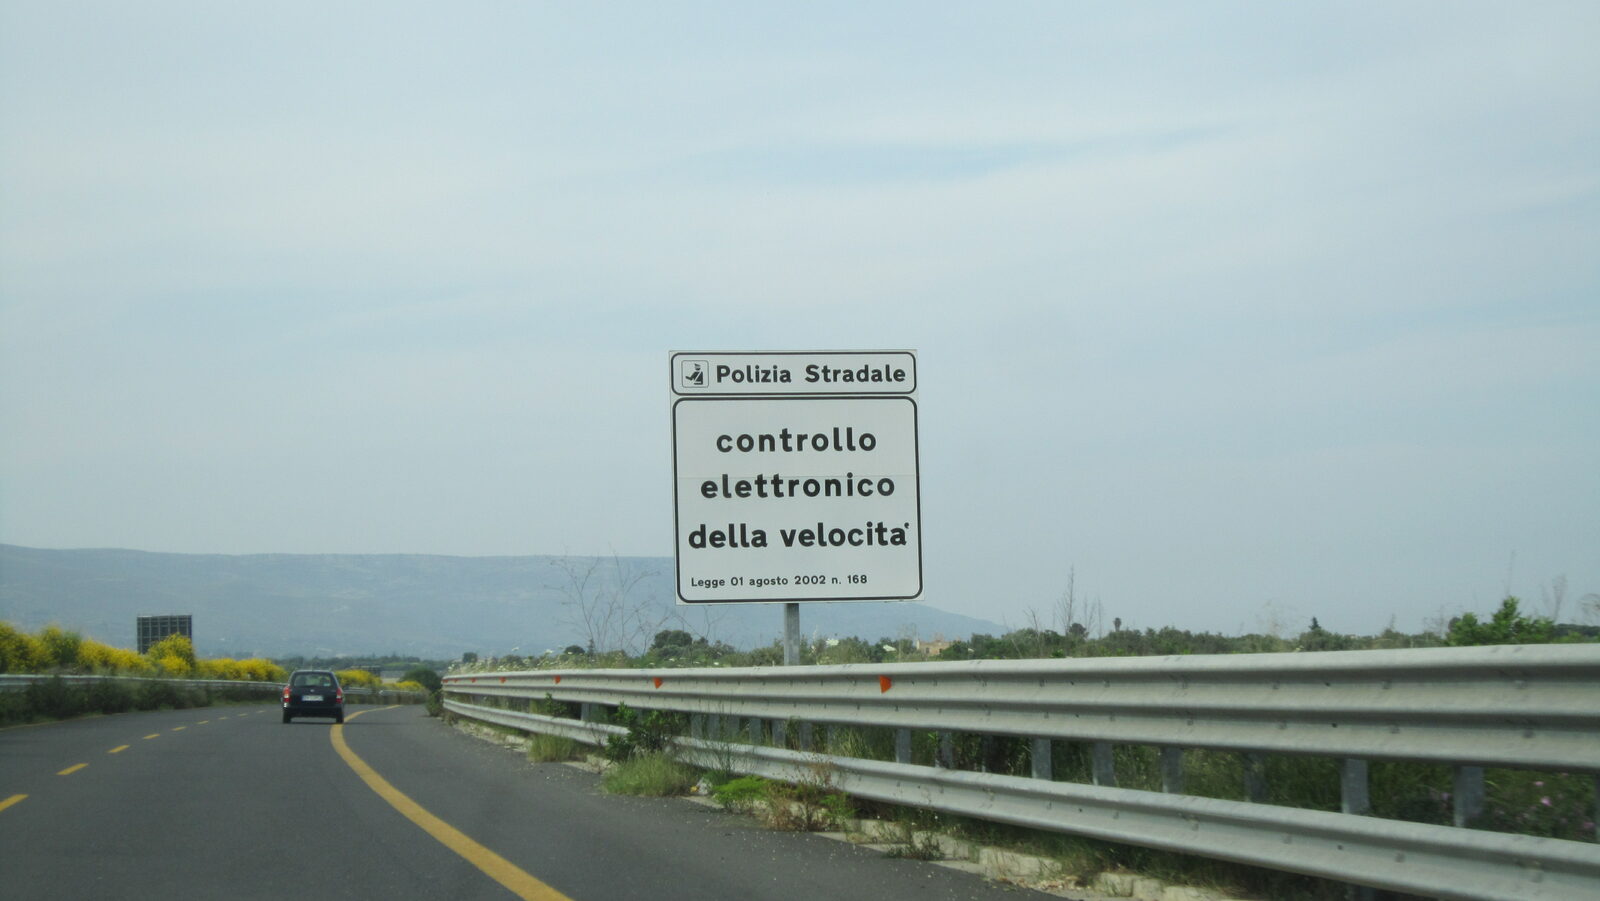 Polizia Stradale
controllo
elettronico
della velocita'
Legge 01 agosto 2002 n. 168